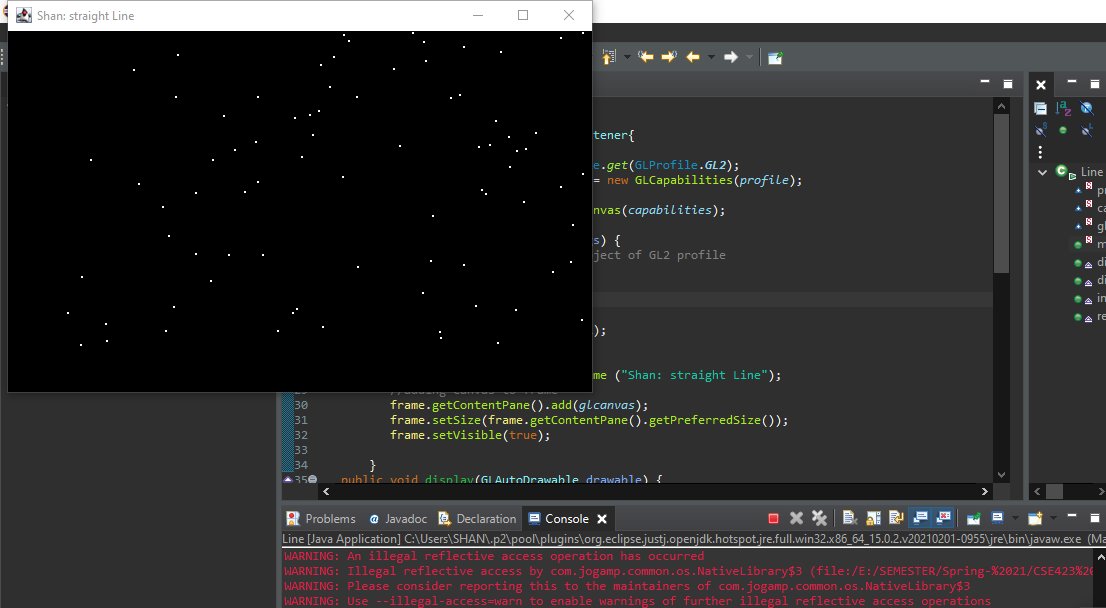 Shan: straight Line
tener{
e.get(GLProfile.GL2);
= new GLCapabilities(profile);
nvas(capabilities);
s) {
ject of GL2 profile
);
me ("Shan: straight Line");
//adding canvas to frame
30 frame.getContentPane().add(glcanvas);
31 frame.setSize(frame.getContentPane().getPreferredSize());
32 frame.setVisible(true);
33
34 }
35 public void display(GLAutoDrawable drawable) {
Line
p
ca
gl
m
di
di
in
re
Problems @ Javadoc Declaration Console
Line [Java Application] C:\Users\SHAN\.p2\pool\plugins\org.eclipse.justj.openjdk.hotspot.jre.full.win32.x86_64_15.0.2.v20210201-0955\jre\bin\javaw.exe (Ma
WARNING: An illegal reflective access operation has occurred
WARNING: Illegal reflective access by com.jogamp.common.os.NativeLibrary$3 (file:/E:/SEMESTER/Spring-%2021/CSE423%20
WARNING: Please consider reporting this to the maintainers of com.jogamp.common.os.NativeLibrary$3
WARNING: Use --illegal-access=warn to enable warnings of further illegal reflective access operations